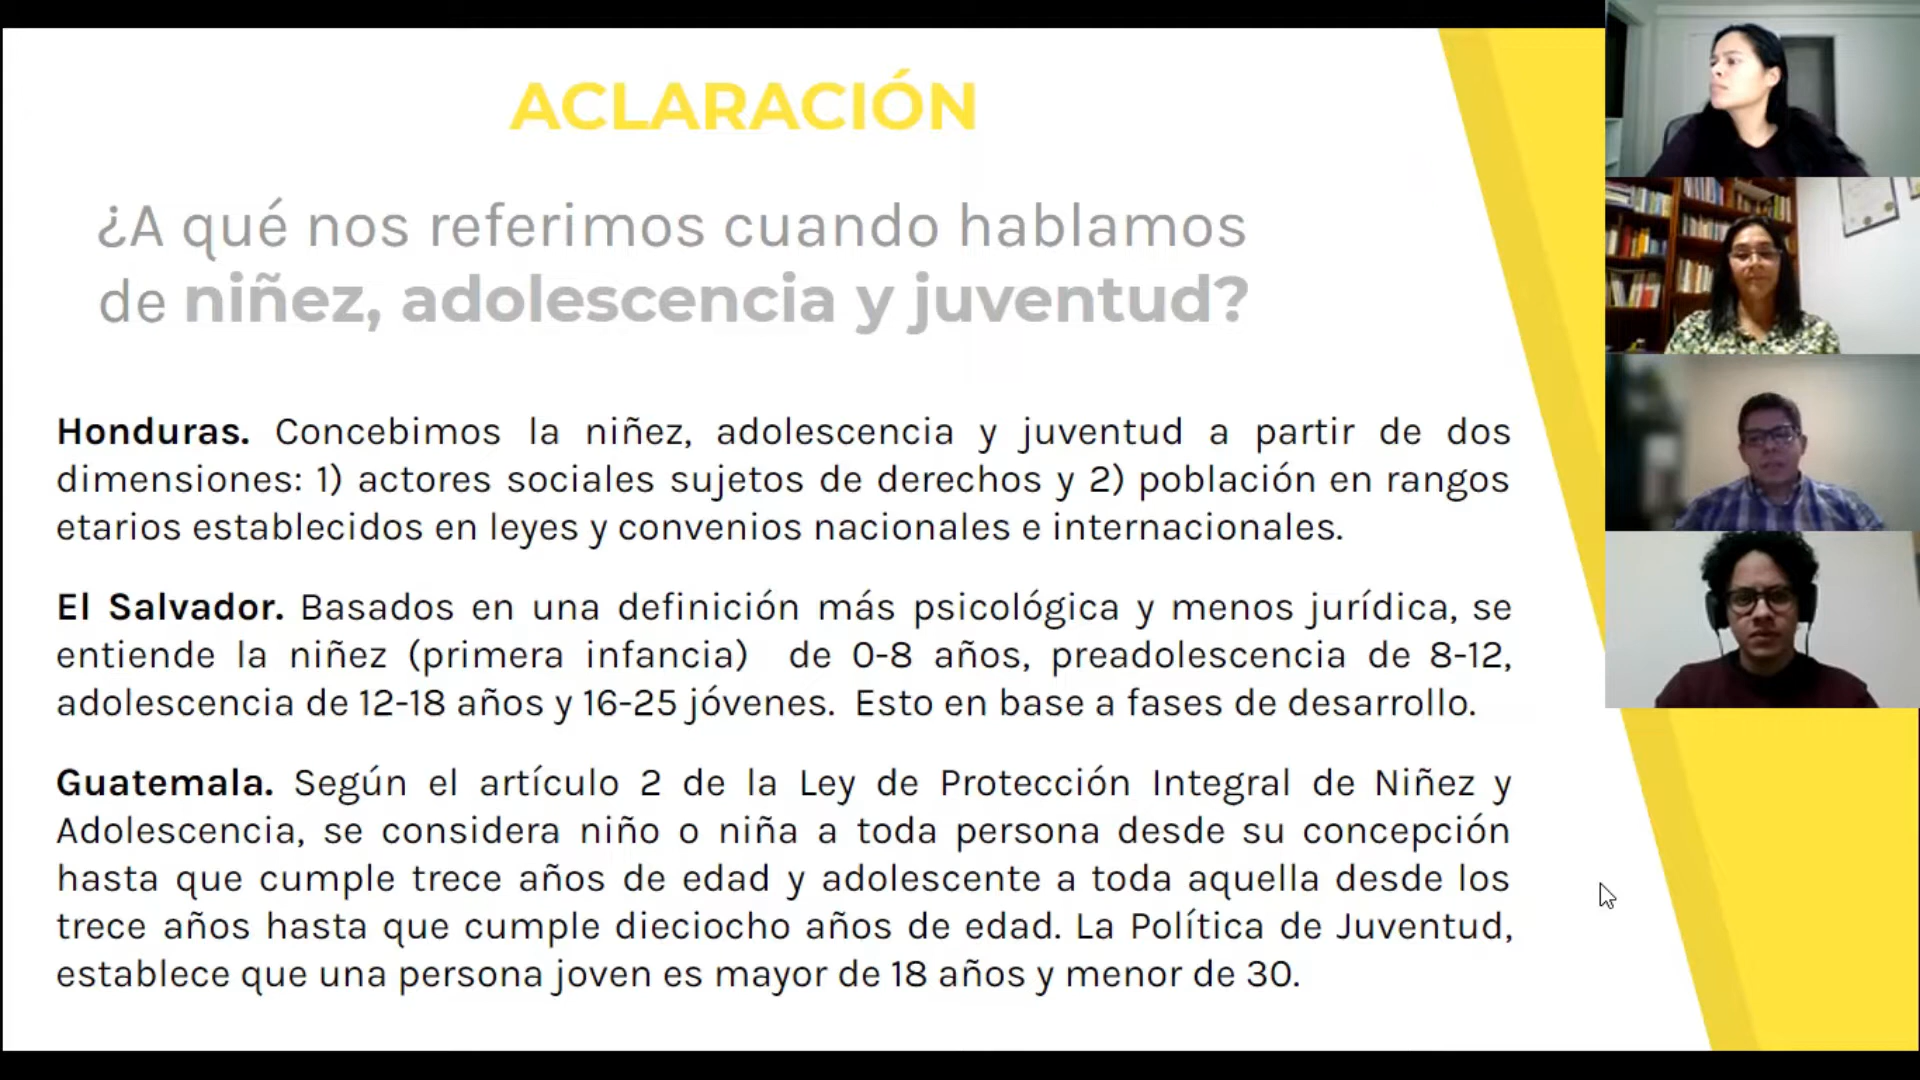 ACLARACIÓN
¿A qué nos referimos cuando hablamos
de niñez, adolescencia y juventud?
Honduras. Concebimos la niñez, adolescencia y juventud a partir de dos
dimensiones: 1) actores sociales sujetos de derechos y 2) población en rangos
etarios establecidos en leyes y convenios nacionales e internacionales.
El Salvador. Basados en una definición más psicológica y menos jurídica, se
entiende la niñez (primera infancia) de 0-8 años, preadolescencia de 8-12,
adolescencia de 12-18 años y 16-25 jóvenes. Esto en base a fases de desarrollo.
Guatemala. Según el artículo 2 de la Ley de Protección Integral de Niñez y
Adolescencia, se considera niño o niña a toda persona desde su concepción
hasta que cumple trece años de edad y adolescente a toda aquella desde los
trece años hasta que cumple dieciocho años de edad. La Política de Juventud,
establece que una persona joven es mayor de 18 años y menor de 30.